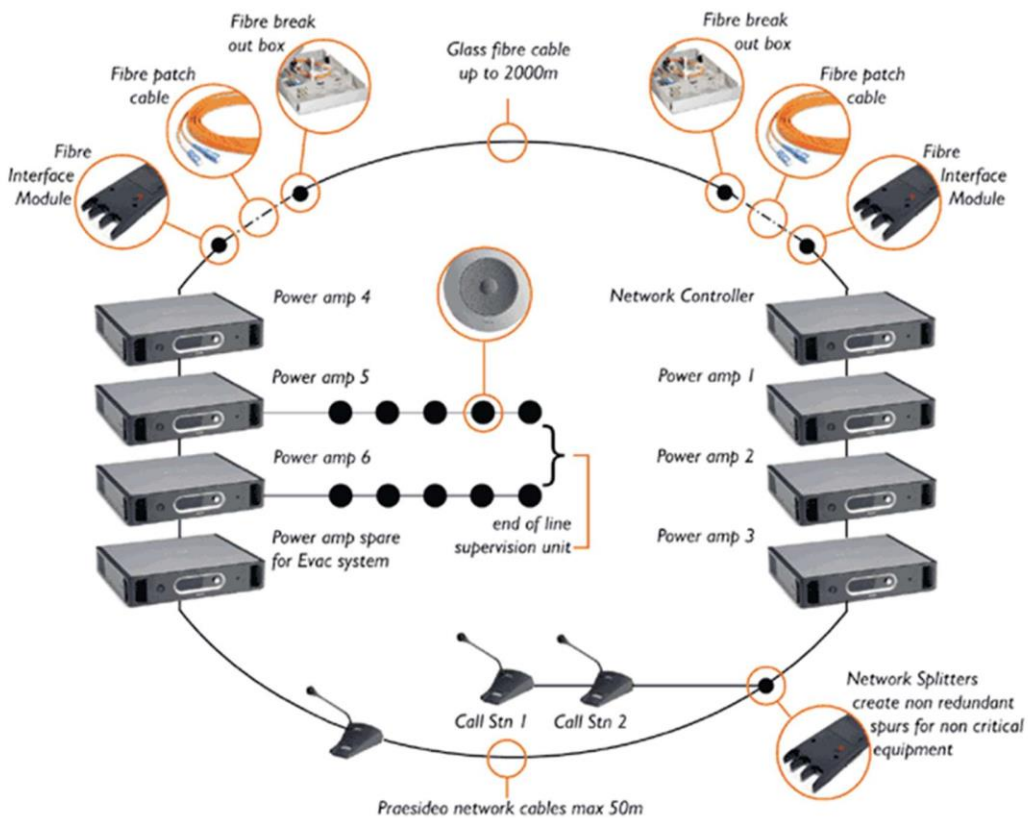 Fibre break
out box
Glass fibre cable
up to 2000m
Fibre break
out box
Fibre patch
cable
Fibre patch
cable
Fibre
Interface
Module
Fibre
Interface
Module
Power amp 4
Network Controller
Power amp 5
Power amp 1
Power amp 6
Power amp 2
end of line
supervision unit
Power amp spare
for Evac system
Power amp 3
Call Stn 1
Call Stn 2
Network Splitters
create non redundant
spurs for non critical
equipment
Praesideo network cables max 50m